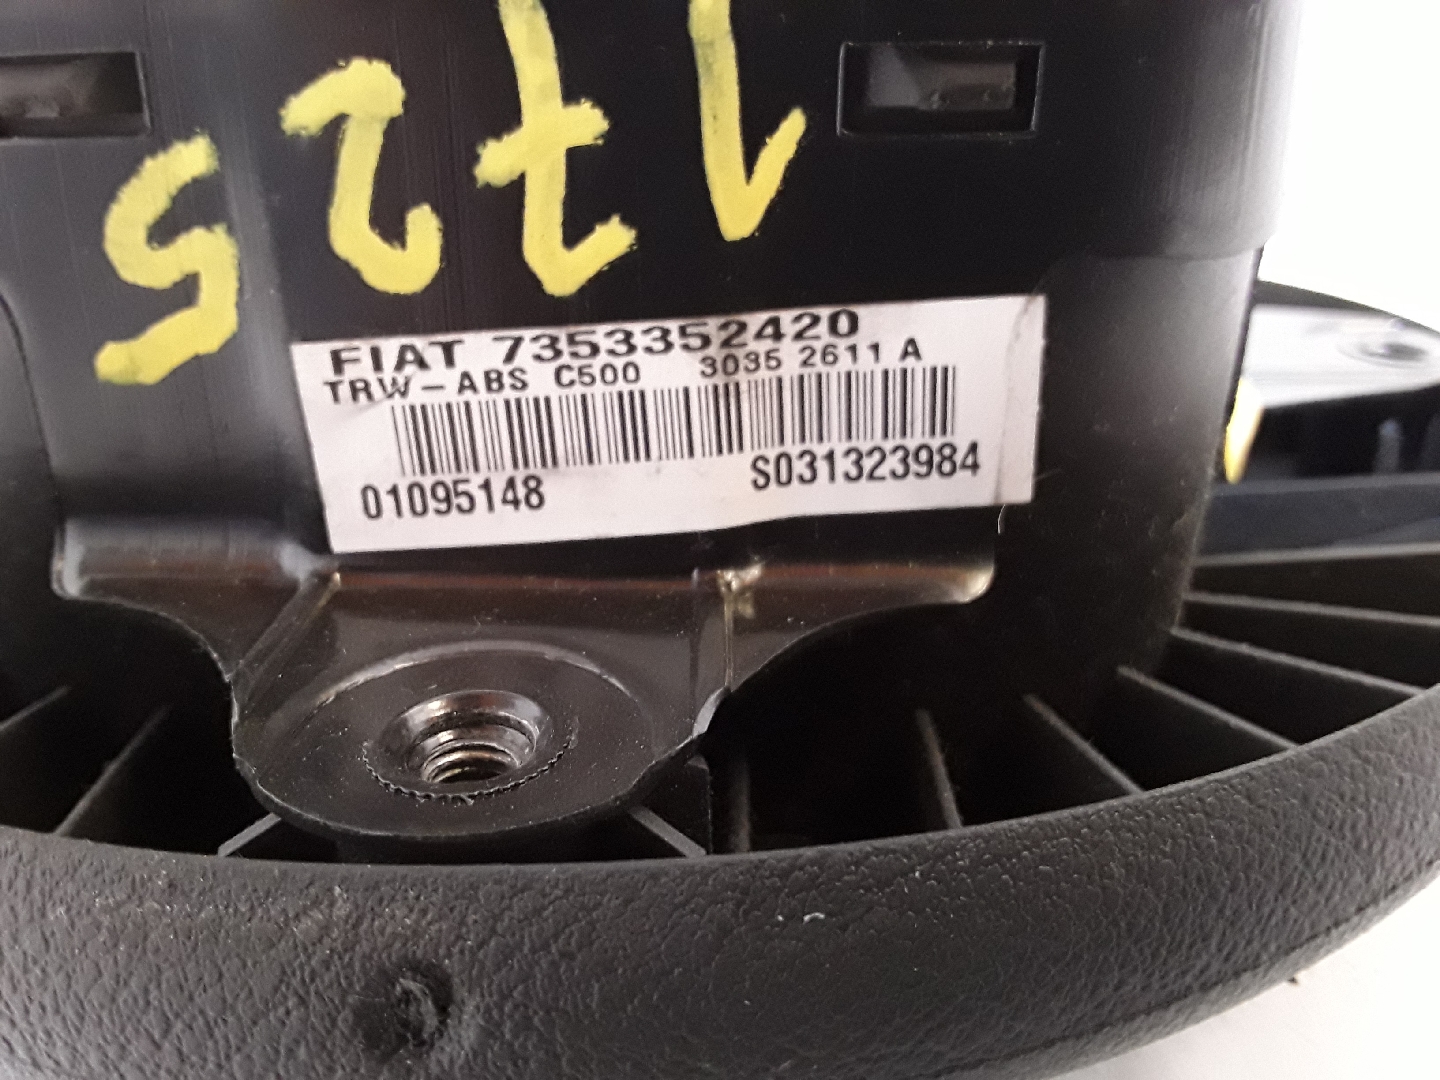 1725
FIAT 7353352420
TRW-ABS C500 3035 2611 A
01095148 S031323984